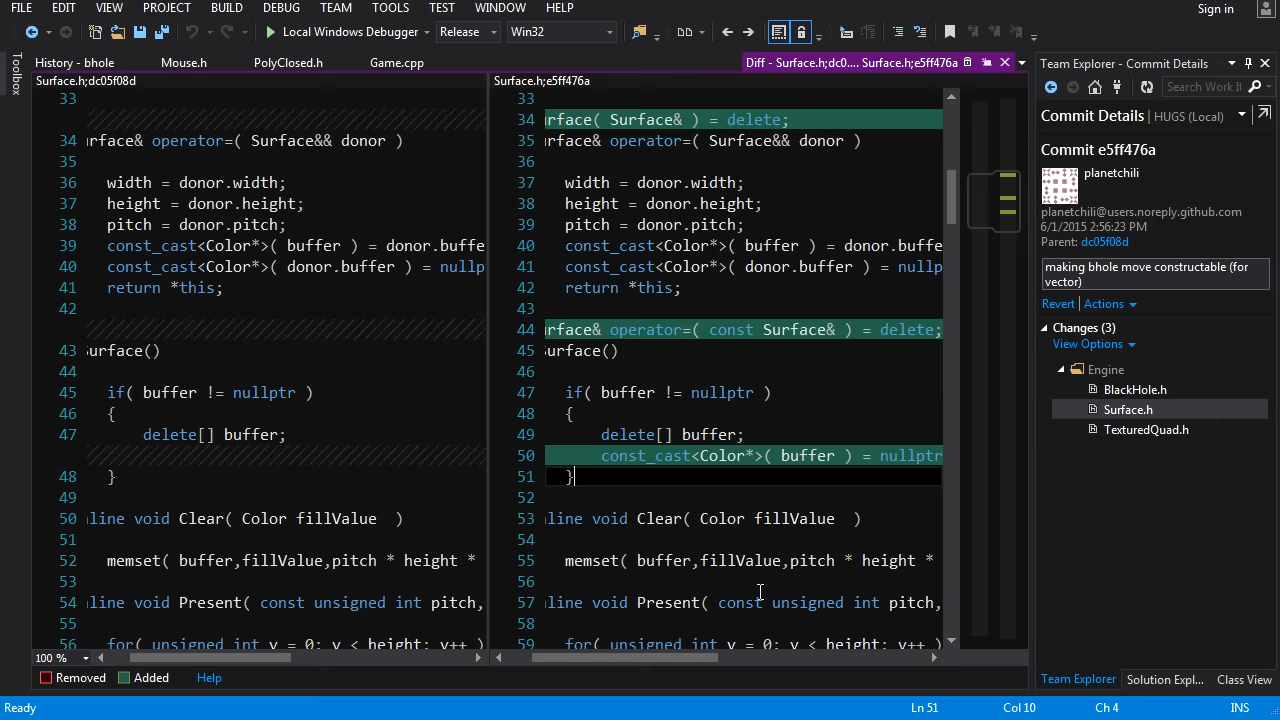 FILE EDIT VIEW PROJECT BUILD DEBUG TEAM TOOLS TEST WINDOW HELP
Sign in
Local Windows Debugger Release Win32
Toolbox
History - bhole Mouse.h PolyClosed.h Game.cpp Diff - Surface.h;dc0.... Surface.h;e5ff476a
Surface.h;dc05f08d
33
34 urface& operator=( Surface&& donor )
35
36 width = donor.width;
37 height = donor.height;
38 pitch = donor.pitch;
39 const_cast<Color*>( buffer ) = donor.buffe
40 const_cast<Color*>( donor.buffer ) = nullp
41 return *this;
42
43 Surface()
44
45 if( buffer != nullptr )
46 {
47 delete[] buffer;
48 }
49
50 nline void Clear( Color fillValue )
51
52 memset( buffer,fillValue,pitch * height *
53
54 nline void Present( const unsigned int pitch,
55
56 for( unsigned int y = 0; y < height; y++ )
100 %
Surface.h;e5ff476a
33
34 urface( Surface& ) = delete;
35 urface& operator=( Surface&& donor )
36
37 width = donor.width;
38 height = donor.height;
39 pitch = donor.pitch;
40 const_cast<Color*>( buffer ) = donor.buffe
41 const_cast<Color*>( donor.buffer ) = nullp
42 return *this;
43
44 urface& operator=( const Surface& ) = delete;
45 Surface()
46
47 if( buffer != nullptr )
48 {
49 delete[] buffer;
50 const_cast<Color*>( buffer ) = nullptr
51 }
52
53 nline void Clear( Color fillValue )
54
55 memset( buffer,fillValue,pitch * height *
56
57 nline void Present( const unsigned int pitch,
58
59 for( unsigned int y = 0; y < height; y++ )
Removed Added Help
Team Explorer - Commit Details
Search Work It
Commit Details | HUGS (Local)
Commit e5ff476a
planetchili
planetchili@users.noreply.github.com
6/1/2015 2:56:23 PM
Parent: dc05f08d
making bhole move constructable (for
vector)
Revert Actions
Changes (3)
View Options
Engine
BlackHole.h
Surface.h
TexturedQuad.h
Team Explorer Solution Expl... Class View
Ready Ln 51 Col 10 Ch 4 INS